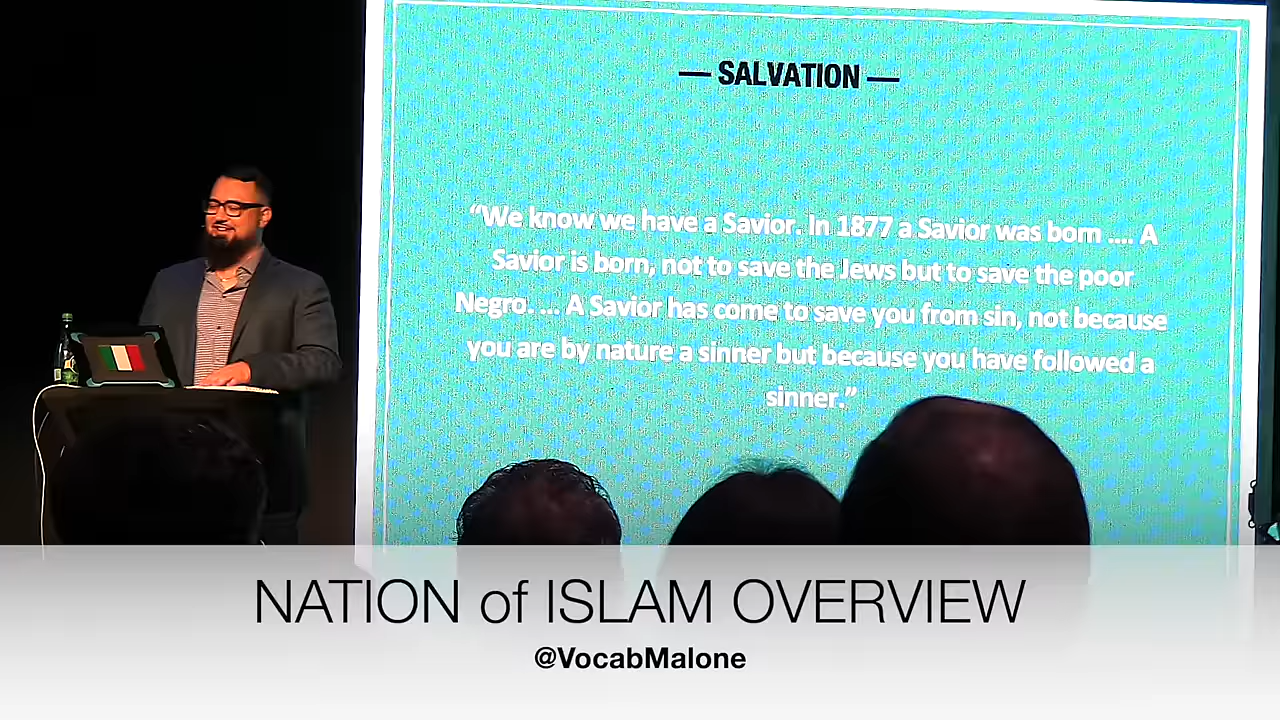 — SALVATION —
“We know we have a Savior. In 1877 a Savior was born .... A
Savior is born, not to save the Jews but to save the poor
Negro. ... A Savior has come to save you from sin, not because
you are by nature a sinner but because you have followed a
sinner.”
NATION of ISLAM OVERVIEW
@VocabMalone